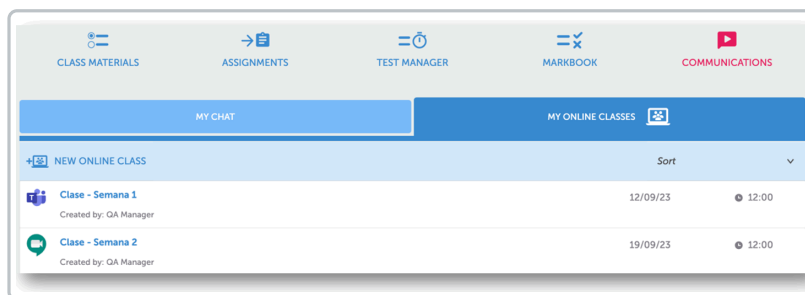 CLASS MATERIALS
ASSIGNMENTS
TEST MANAGER
MARKBOOK
COMMUNICATIONS
MY CHAT
MY ONLINE CLASSES
NEW ONLINE CLASS
Sort
Clase - Semana 1
12/09/23
12:00
Created by: QA Manager
Clase - Semana 2
19/09/23
12:00
Created by: QA Manager